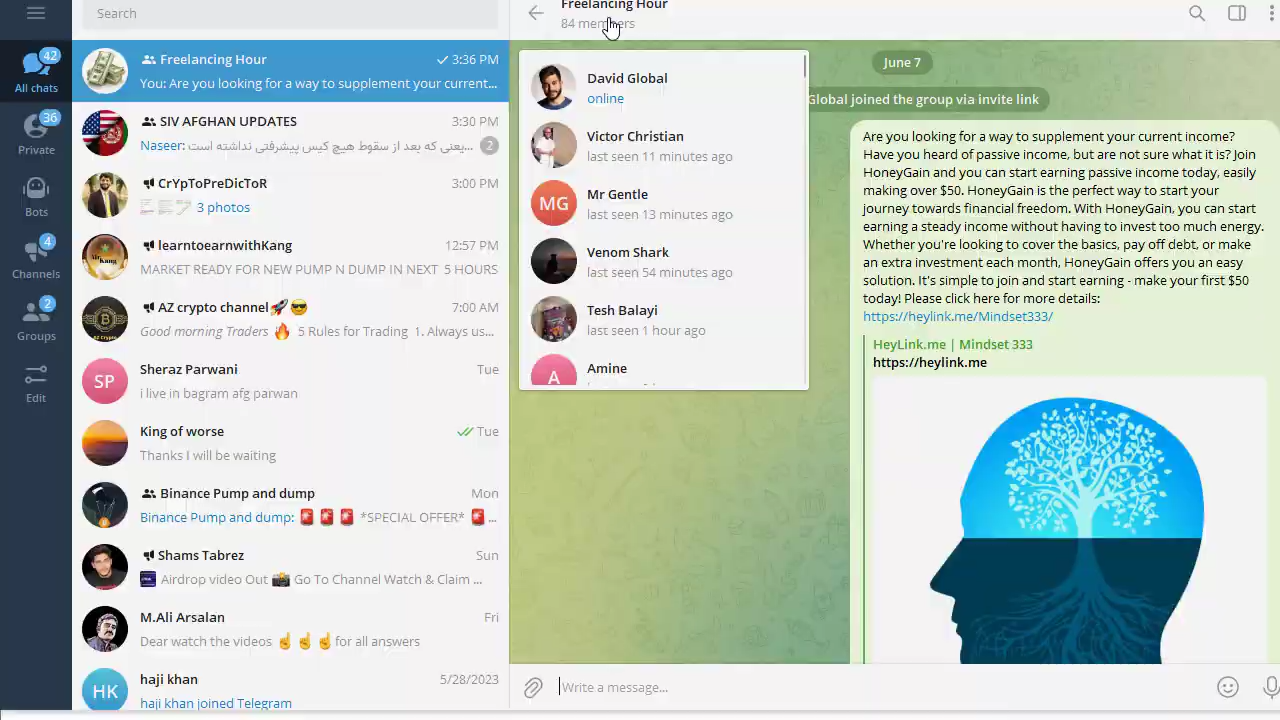 Search
Freelancing Hour
84 members
42
All chats
36
Private
Bots
4
Channels
2
Groups
Edit
Freelancing Hour
3:36 PM
You: Are you looking for a way to supplement your current...
SIV AFGHAN UPDATES
3:30 PM
Naseer: یعنی که بعد از سقوط هیچ کیس پیشرفتی نداشته است...
2
CrYpToPreDicToR
3:00 PM
3 photos
learntoearnwithKang
12:57 PM
MARKET READY FOR NEW PUMP N DUMP IN NEXT 5 HOURS
AZ crypto channel🚀😎
7:00 AM
Good morning Traders 🔥 5 Rules for Trading 1. Always us...
SP
Sheraz Parwani
Tue
i live in bagram afg parwan
King of worse
Tue
Thanks I will be waiting
Binance Pump and dump
Mon
Binance Pump and dump: 🚨🚨🚨 *SPECIAL OFFER* 🚨...
Shams Tabrez
Sun
Airdrop video Out 📸 Go To Channel Watch & Claim ...
M.Ali Arsalan
Fri
Dear watch the videos ☝☝☝for all answers
HK
haji khan
5/28/2023
haji khan joined Telegram
David Global
online
Victor Christian
last seen 11 minutes ago
MG
Mr Gentle
last seen 13 minutes ago
Venom Shark
last seen 54 minutes ago
Tesh Balayi
last seen 1 hour ago
A
Amine
June 7
Global joined the group via invite link
Are you looking for a way to supplement your current income?
Have you heard of passive income, but are not sure what it is? Join
HoneyGain and you can start earning passive income today, easily
making over $50. HoneyGain is the perfect way to start your
journey towards financial freedom. With HoneyGain, you can start
earning a steady income without having to invest too much energy.
Whether you're looking to cover the basics, pay off debt, or make
an extra investment each month, HoneyGain offers you an easy
solution. It's simple to join and start earning - make your first $50
today! Please click here for more details:
https://heylink.me/Mindset333/
HeyLink.me | Mindset 333
https://heylink.me
Write a message...